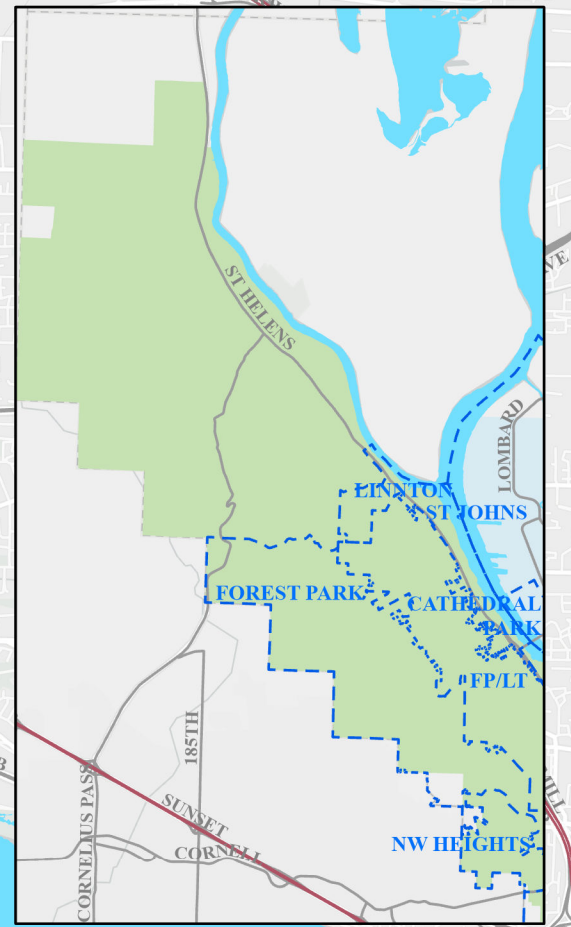 AVE
ST HELENS
LOMBARD
LINNTON
ST JOHNS
FOREST PARK
CATHEDRAL
PARK
FP/LT
185TH
SUNSET
CORNELL
CORNELIUS PASS
NW HEIGHTS